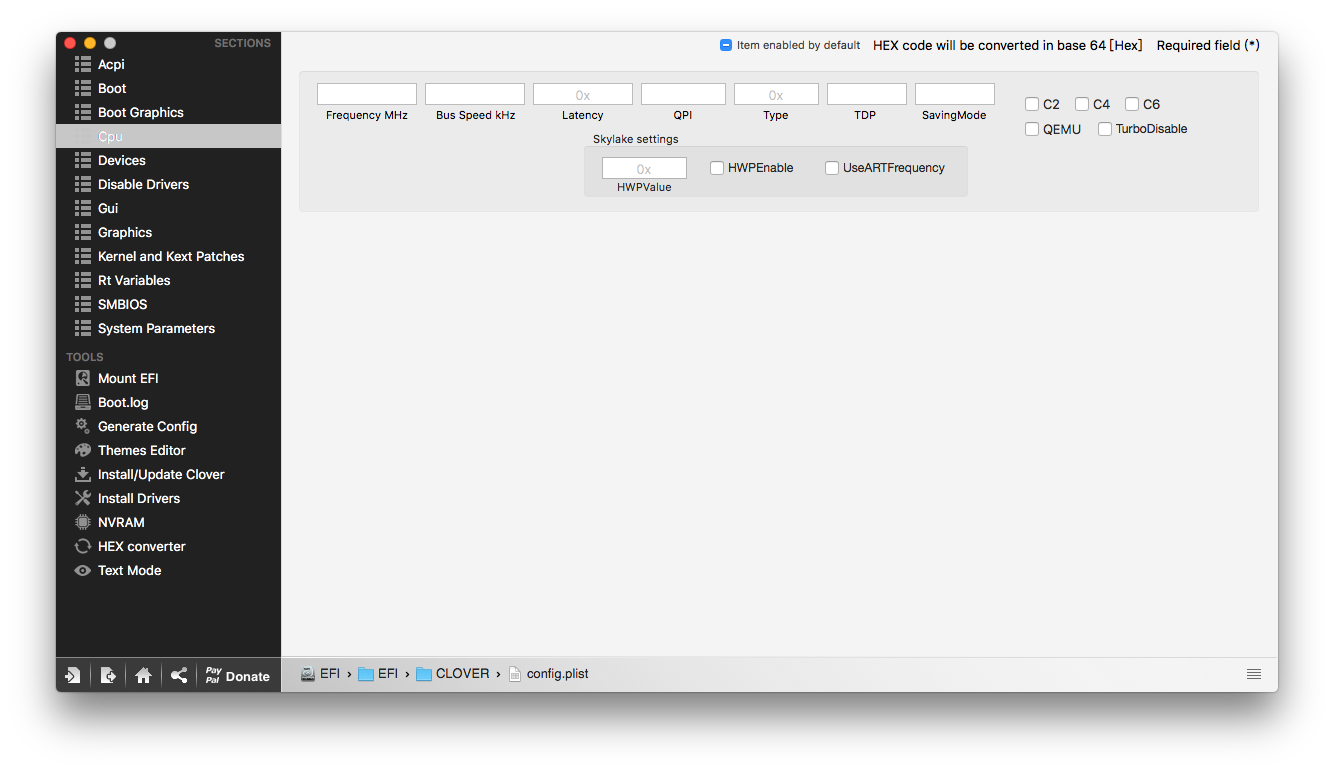 SECTIONS
Acpi
Boot
Boot Graphics
Cpu
Devices
Disable Drivers
Gui
Graphics
Kernel and Kext Patches
Rt Variables
SMBIOS
System Parameters
TOOLS
Mount EFI
Boot.log
Generate Config
Themes Editor
Install/Update Clover
Install Drivers
NVRAM
HEX converter
Text Mode
Pay
Pal Donate
Item enabled by default HEX code will be converted in base 64 [Hex] Required field (*)
0x 0x
Frequency MHz Bus Speed kHz Latency QPI Type TDP SavingMode
C2 C4 C6
QEMU TurboDisable
Skylake settings
0x HWPEnable UseARTFrequency
HWPValue
EFI › EFI › CLOVER › config.plist